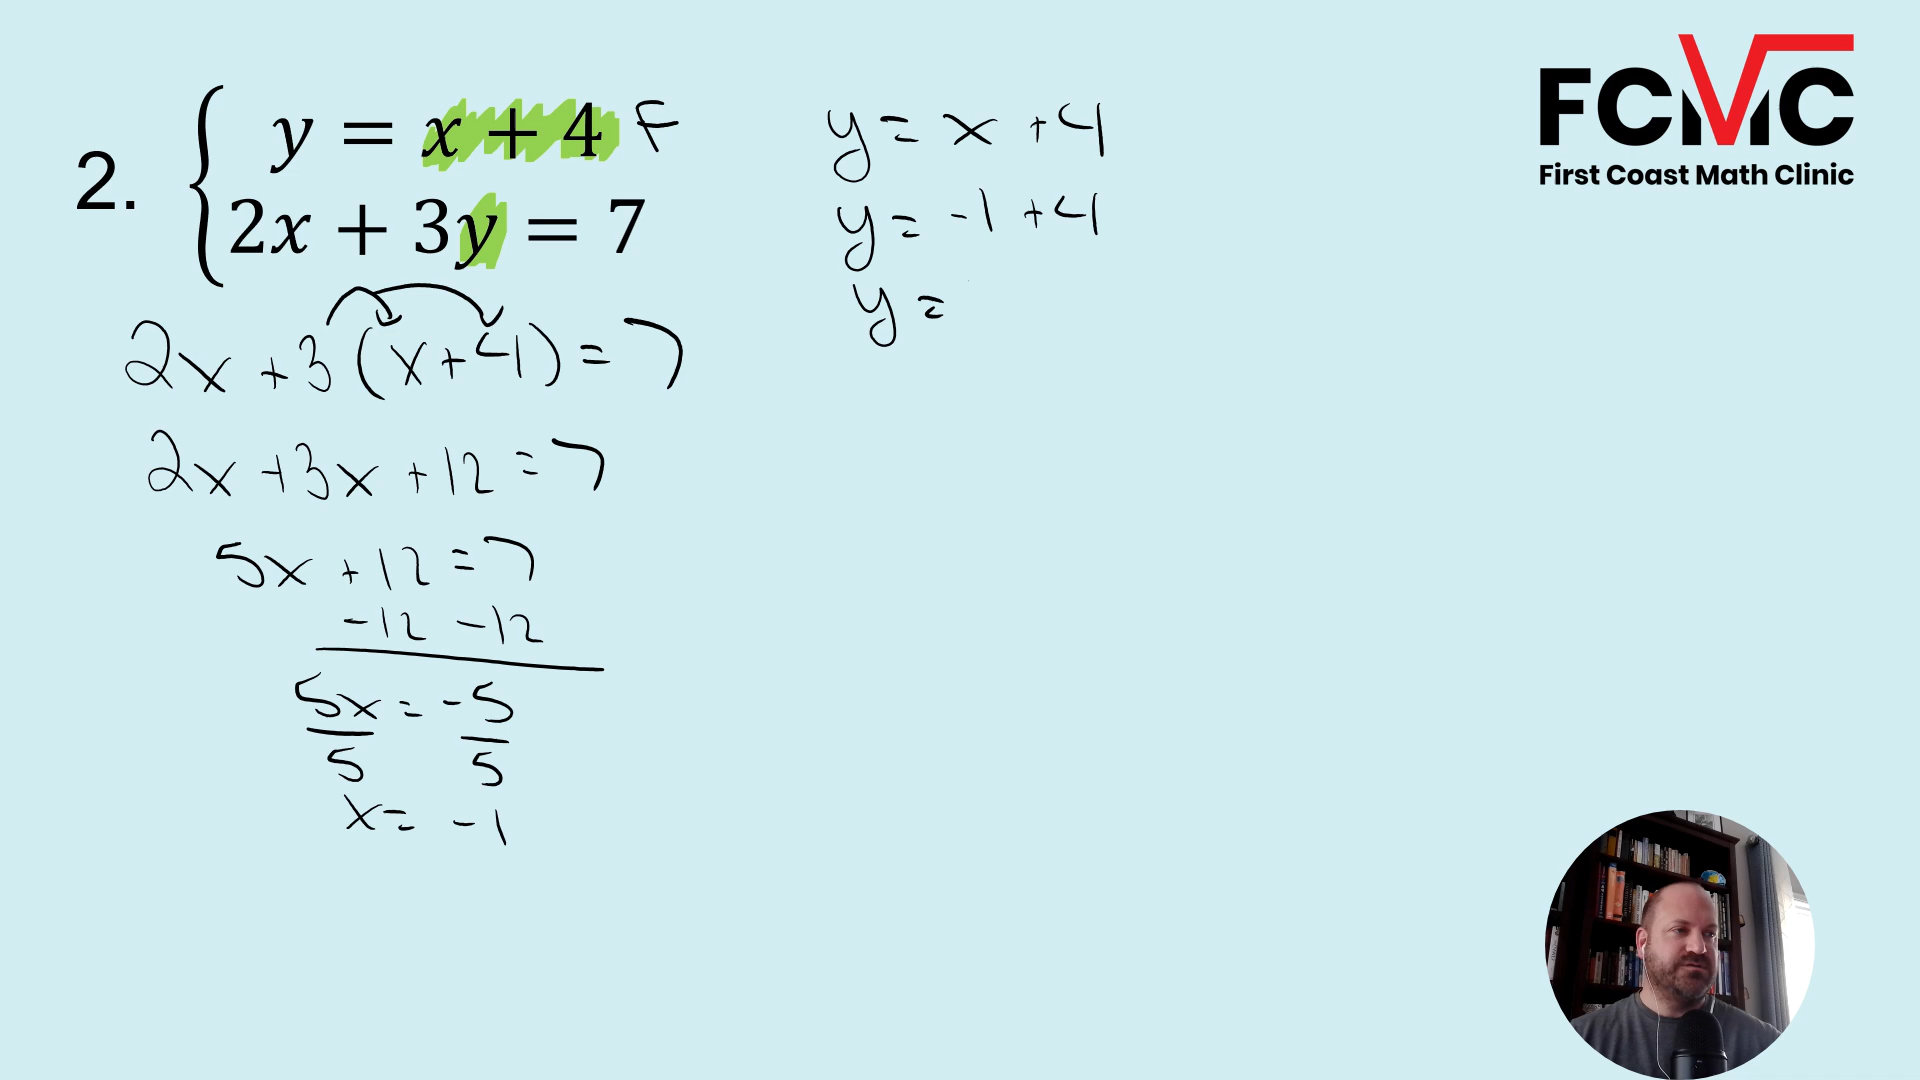 2.
y = x + 4 F
2x + 3y = 7
2x + 3 (x + 4) = 7
2x + 3x + 12 = 7
5x + 12 = 7
-12 -12
5x = -5
5 5
x = -1
y = x + 4
y = -1 + 4
y =
FCMC
First Coast Math Clinic